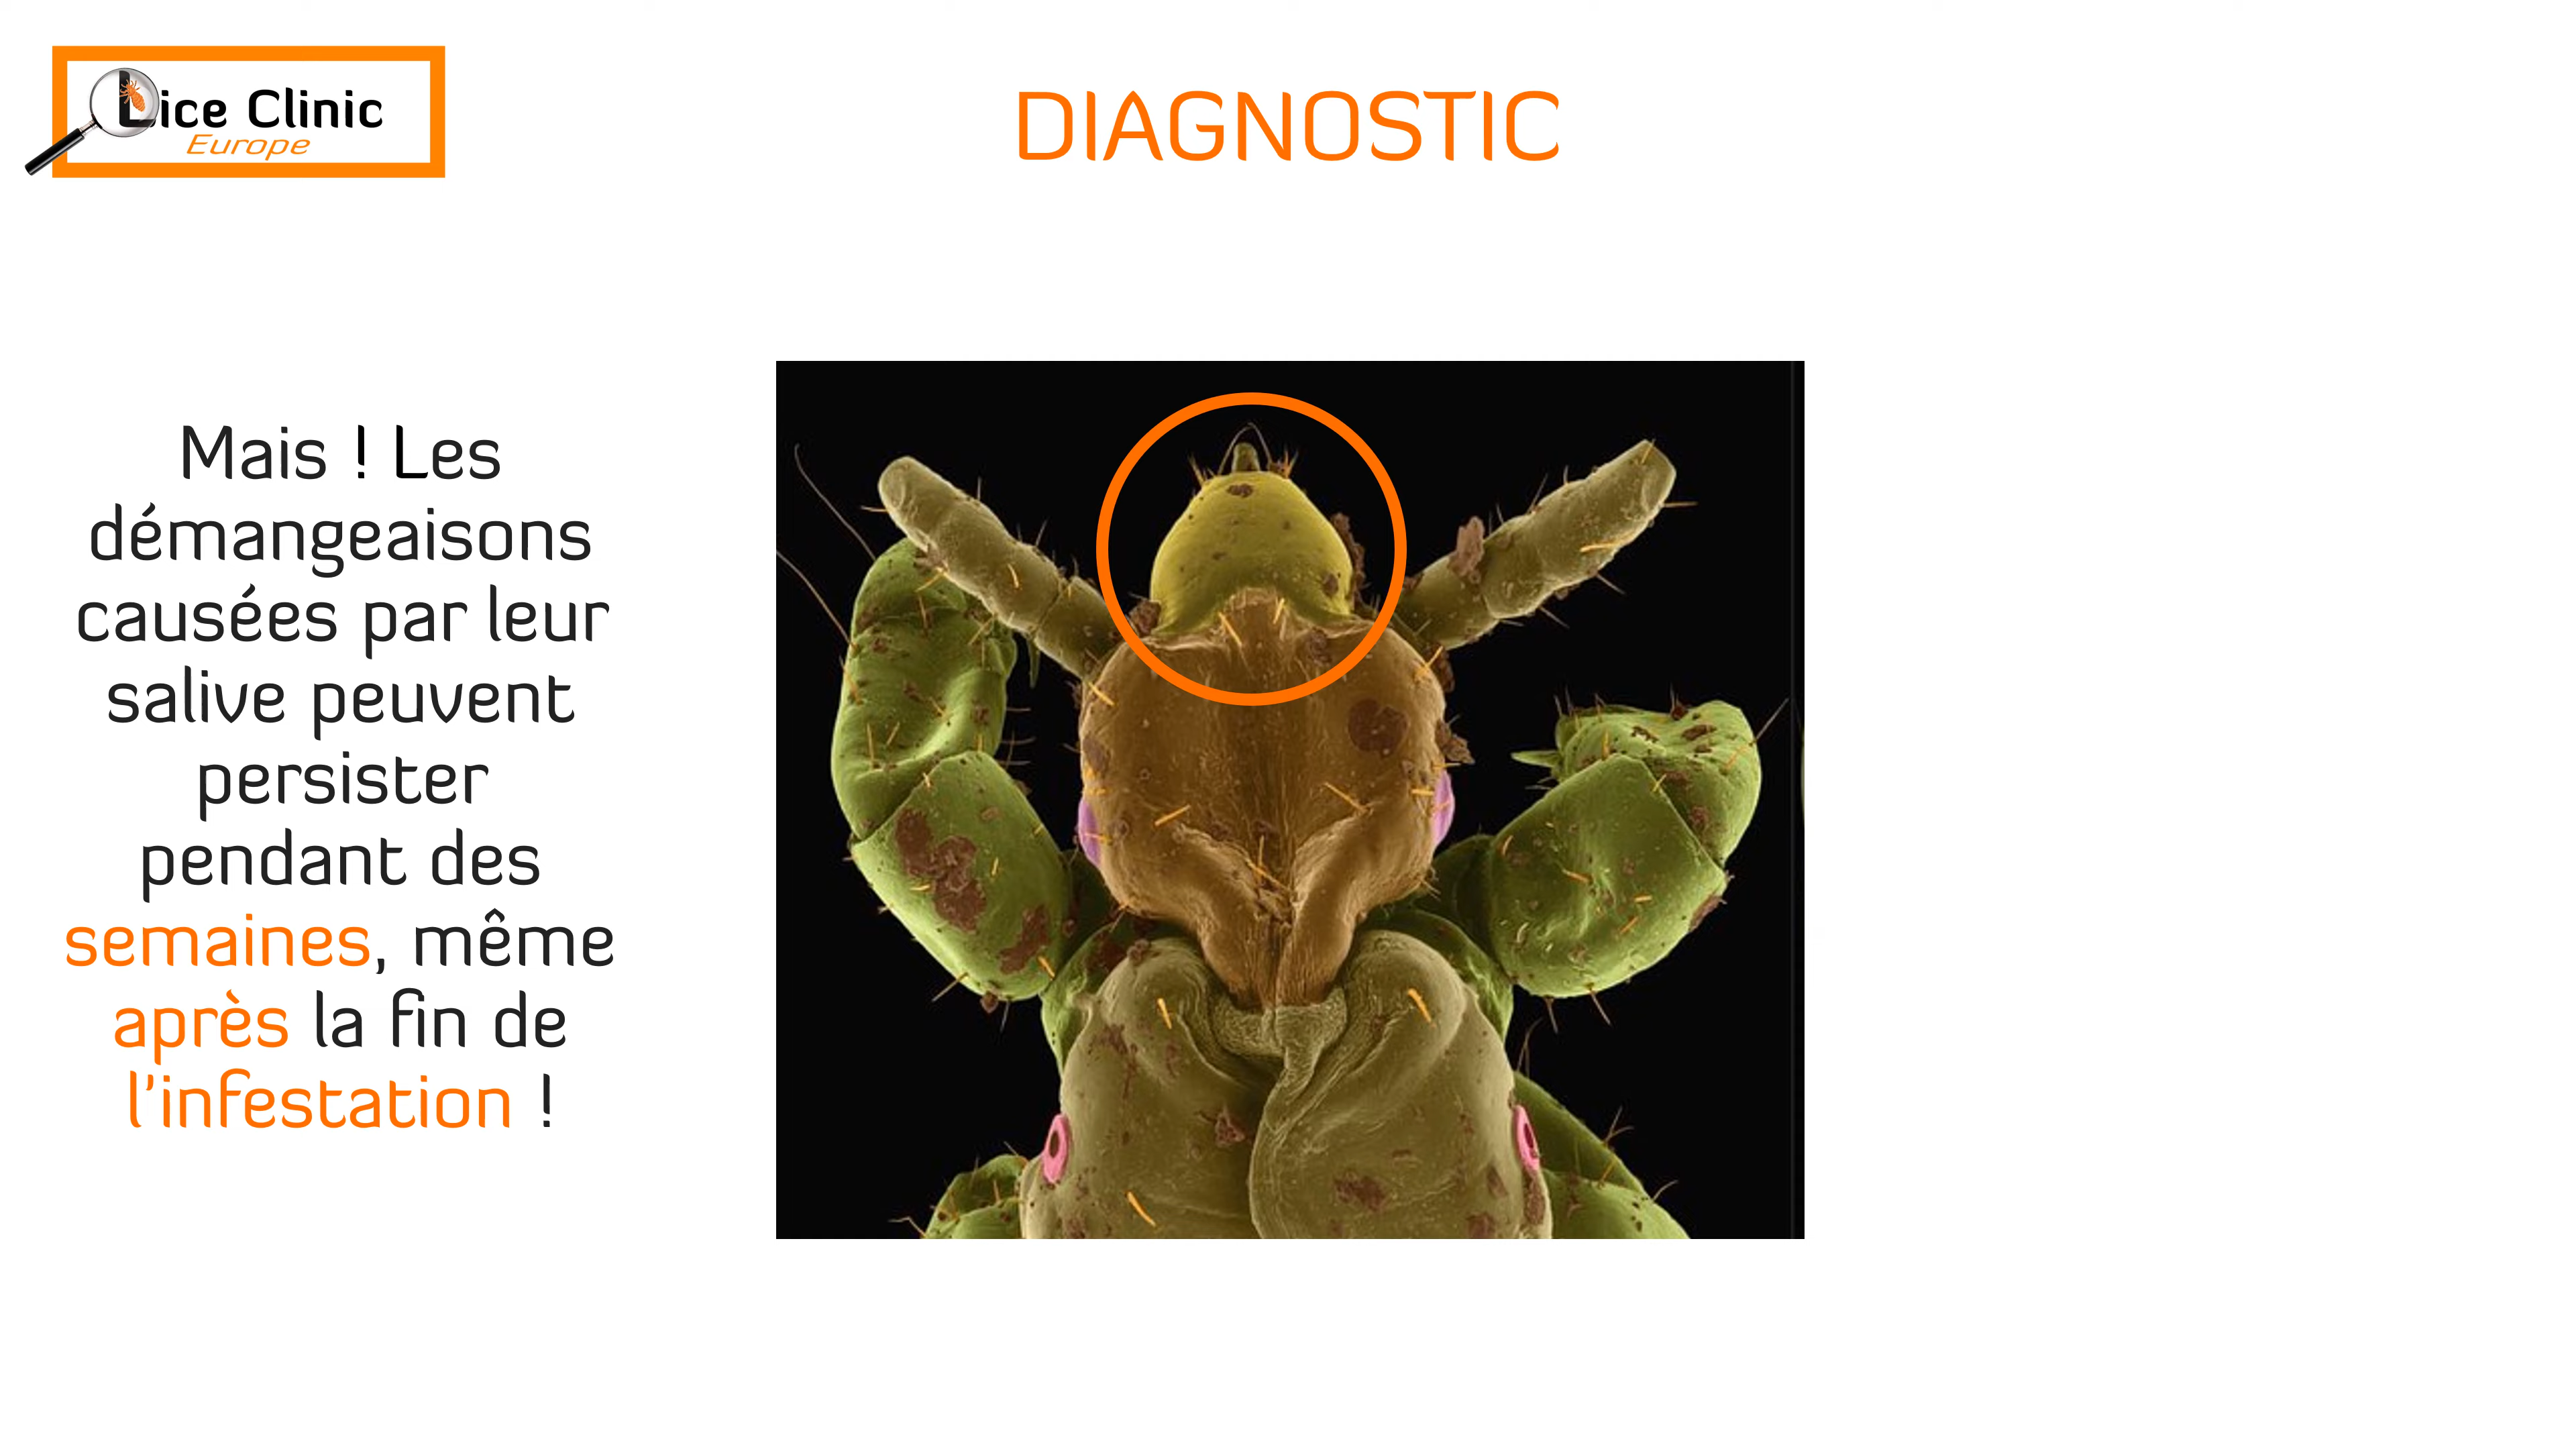 Lice Clinic
Europe
DIAGNOSTIC
Mais ! Les
démangeaisons
causées par leur
salive peuvent
persister
pendant des
semaines, même
après la fin de
l’infestation !